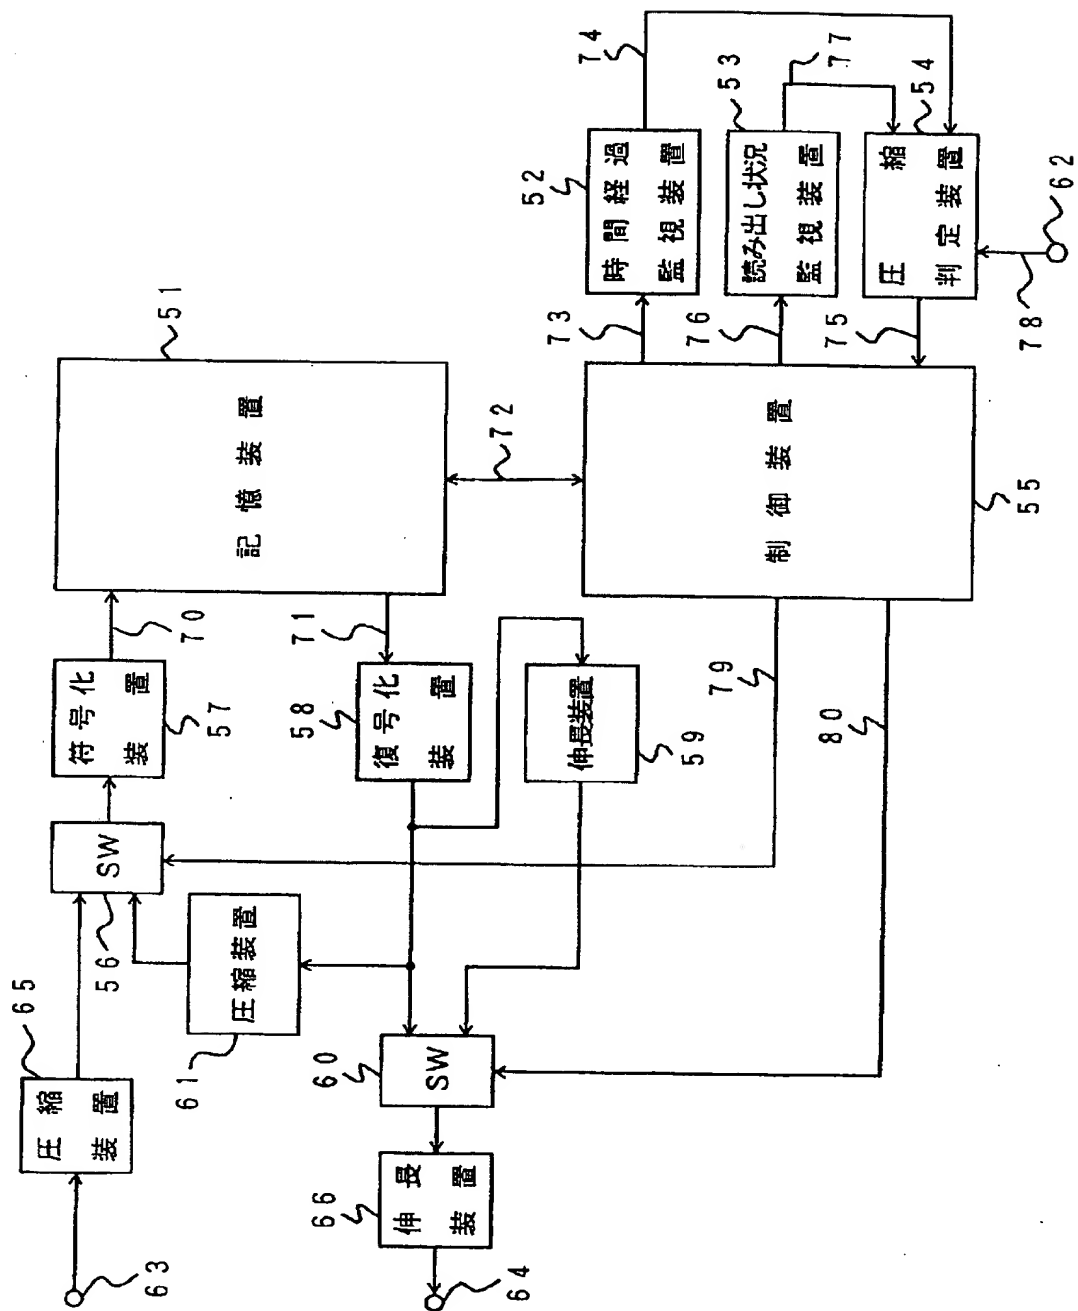 63
圧縮
装置
65
SW
56
圧縮装置
61
符号化
装置
57
70
記憶装置
51
71
復号化
装置
58
伸長装置
59
SW
60
伸長
装置
66
64
72
制御装置
55
79
80
73
時間経過
監視装置
52
74
76
読み出し状況
監視装置
53
77
75
圧縮
判定装置
54
78
62